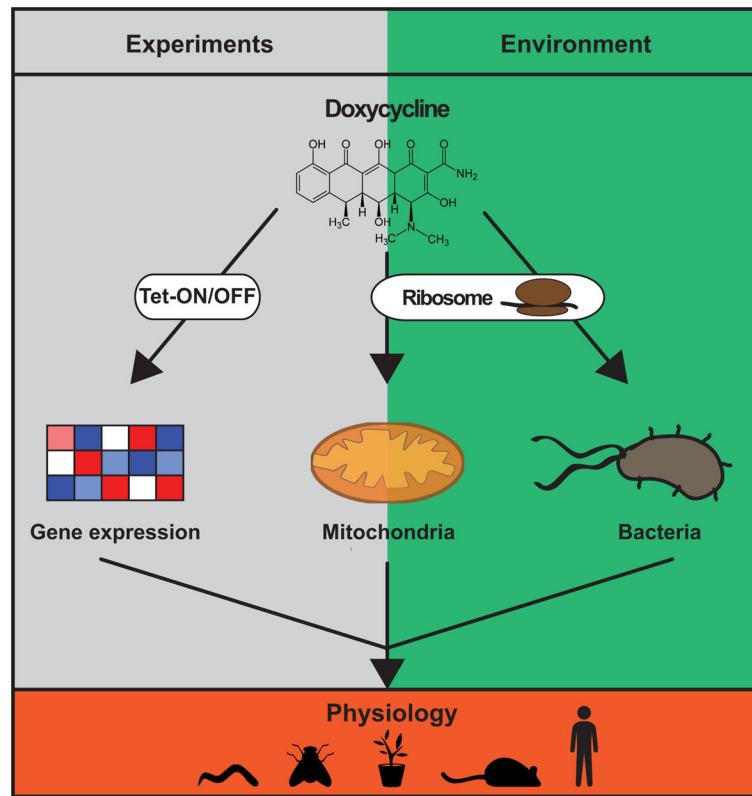 Experiments
Environment
Doxycycline
OH
O
OH
O
O
NH₂
H
H
OH
H₃C
OH
N
H₃C
CH₃
Tet-ON/OFF
Ribosome
Gene expression
Mitochondria
Bacteria
Physiology